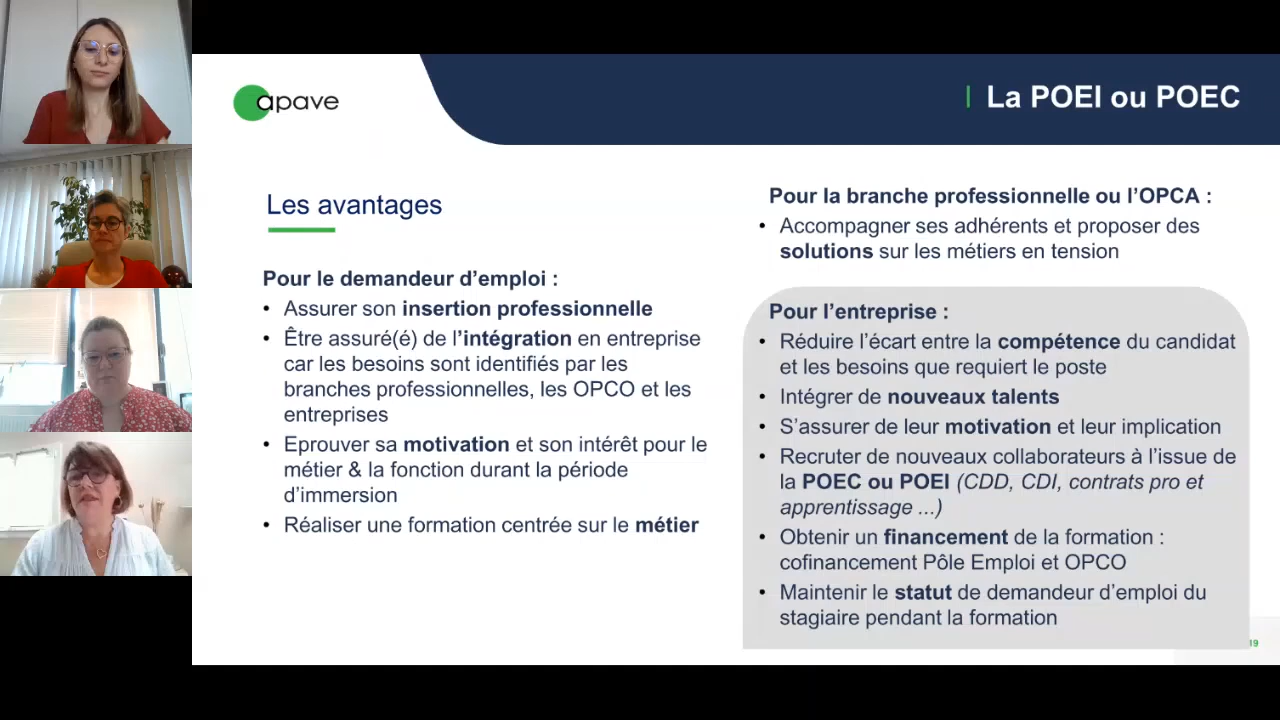 apave
| La POEI ou POEC
Les avantages
Pour le demandeur d'emploi :
• Assurer son insertion professionnelle
• Être assuré(é) de l'intégration en entreprise
car les besoins sont identifiés par les
branches professionnelles, les OPCO et les
entreprises
• Eprouver sa motivation et son intérêt pour le
métier & la fonction durant la période
d'immersion
• Réaliser une formation centrée sur le métier
Pour la branche professionnelle ou l'OPCA :
• Accompagner ses adhérents et proposer des
solutions sur les métiers en tension
Pour l'entreprise :
• Réduire l'écart entre la compétence du candidat
et les besoins que requiert le poste
• Intégrer de nouveaux talents
• S'assurer de leur motivation et leur implication
• Recruter de nouveaux collaborateurs à l'issue de
la POEC ou POEI (CDD, CDI, contrats pro et
apprentissage ...)
• Obtenir un financement de la formation :
cofinancement Pôle Emploi et OPCO
• Maintenir le statut de demandeur d'emploi du
stagiaire pendant la formation